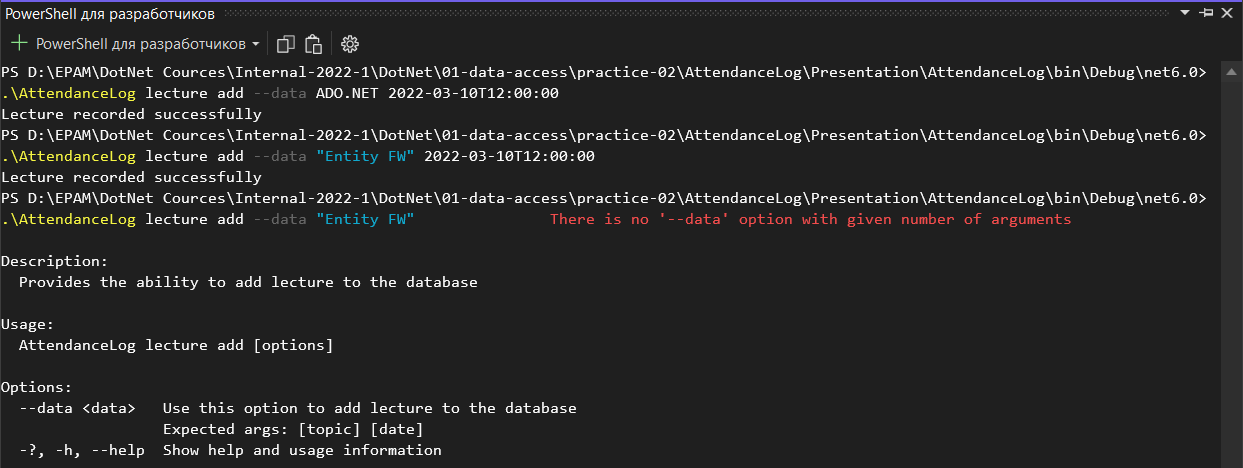 PowerShell для разработчиков
PowerShell для разработчиков
PS D:\EPAM\DotNet Cources\Internal-2022-1\DotNet\01-data-access\practice-02\AttendanceLog\Presentation\AttendanceLog\bin\Debug\net6.0>
.\AttendanceLog lecture add --data ADO.NET 2022-03-10T12:00:00
Lecture recorded successfully
PS D:\EPAM\DotNet Cources\Internal-2022-1\DotNet\01-data-access\practice-02\AttendanceLog\Presentation\AttendanceLog\bin\Debug\net6.0>
.\AttendanceLog lecture add --data "Entity FW" 2022-03-10T12:00:00
Lecture recorded successfully
PS D:\EPAM\DotNet Cources\Internal-2022-1\DotNet\01-data-access\practice-02\AttendanceLog\Presentation\AttendanceLog\bin\Debug\net6.0>
.\AttendanceLog lecture add --data "Entity FW" There is no '--data' option with given number of arguments
Description:
Provides the ability to add lecture to the database
Usage:
AttendanceLog lecture add [options]
Options:
--data <data> Use this option to add lecture to the database
Expected args: [topic] [date]
-?, -h, --help Show help and usage information